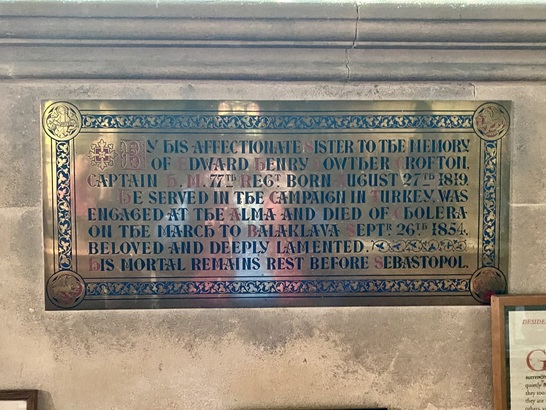 By his affectionate Sister to the memory
of Edward Henry Lowther Crofton,
Captain H. M. 77th Regt born August 27th 1819.
He served in the campaign in Turkey, was
engaged at the Alma and died of Cholera
on the march to Balaklava Septr 26th 1854.
Beloved and deeply lamented.
His mortal remains rest before Sebastopol.